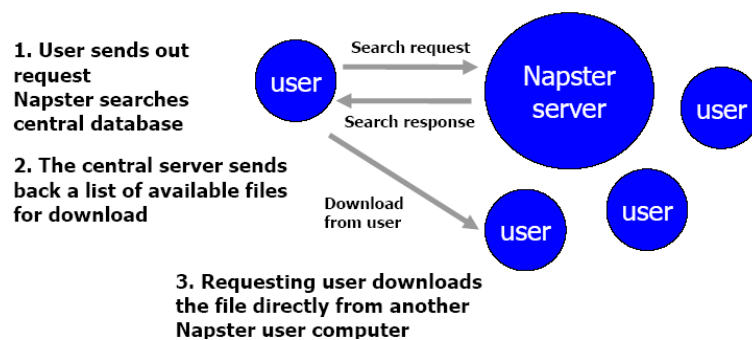 1. User sends out
request
Napster searches
central database
Search request
user
Napster
server
user
Search response
2. The central server sends
back a list of available files
for download
Download
from user
user
user
3. Requesting user downloads
the file directly from another
Napster user computer